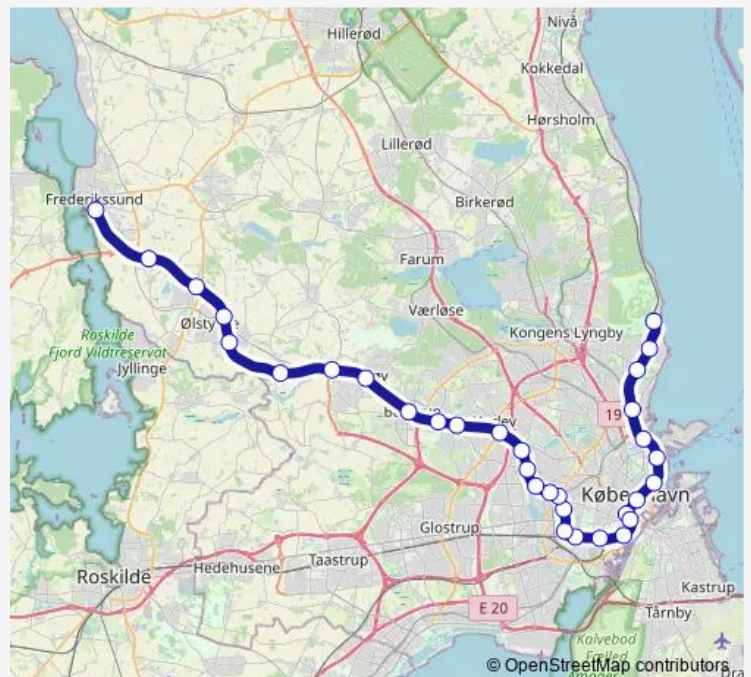 Nivå
Hillerød
Kokkedal
Hørsholm
Lillerød
Frederikssund
Birkerød
Farum
Værløse
Kongens Lyngby
Roskilde
Fjord Vildtreservat
Jyllinge
19
Glostrup
Taastrup
Hedehusene
Roskilde
E 20
Kastrup
Tårnby
Kalvebod
Fælled
Amager
© OpenStreetMap contributors